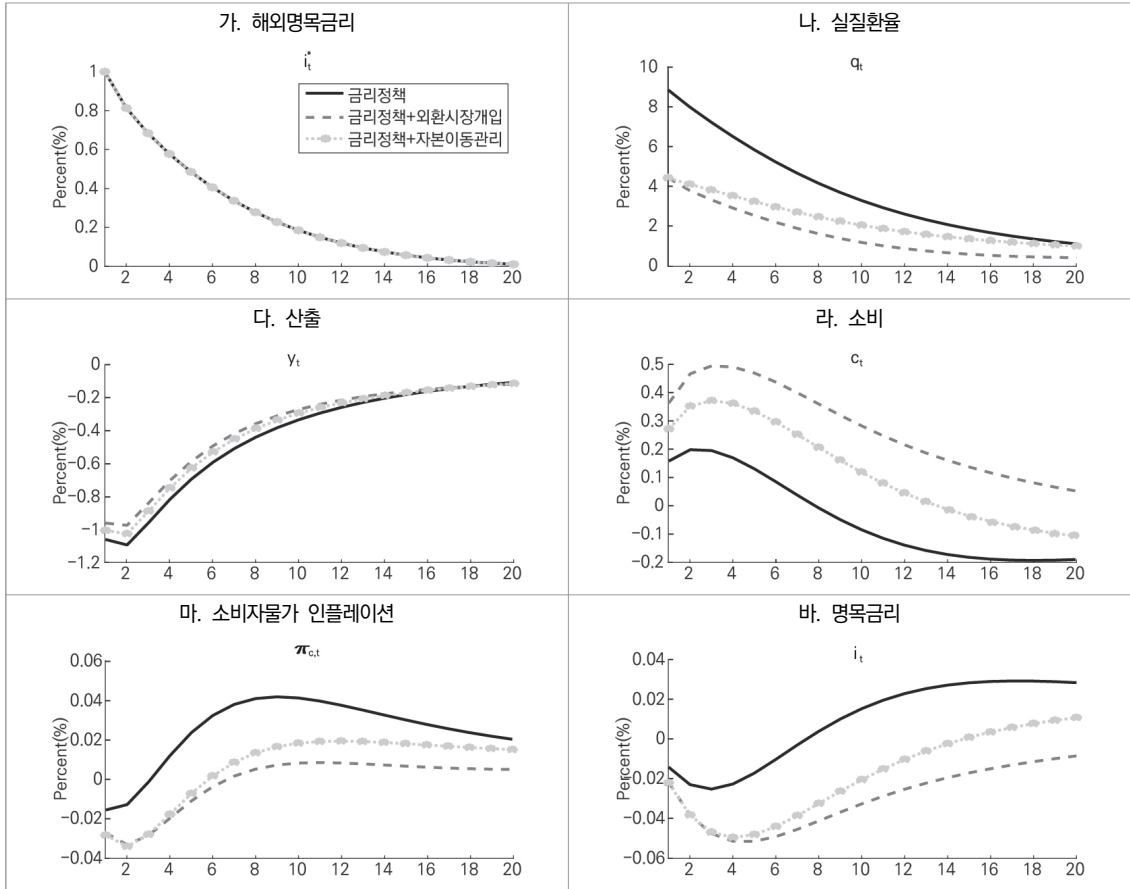 가. 해외명목금리
i*t
Percent(%)
1
0.8
0.6
0.4
0.2
0
2 4 6 8 10 12 14 16 18 20
금리정책
금리정책+외환시장개입
금리정책+자본이동관리
나. 실질환율
qt
Percent(%)
10
8
6
4
2
0
2 4 6 8 10 12 14 16 18 20
다. 산출
yt
Percent(%)
0
−0.2
−0.4
−0.6
−0.8
−1
−1.2
2 4 6 8 10 12 14 16 18 20
라. 소비
ct
Percent(%)
0.5
0.4
0.3
0.2
0.1
0
−0.1
−0.2
2 4 6 8 10 12 14 16 18 20
마. 소비자물가 인플레이션
πc,t
Percent(%)
0.06
0.04
0.02
0
−0.02
−0.04
2 4 6 8 10 12 14 16 18 20
바. 명목금리
it
Percent(%)
0.04
0.02
0
−0.02
−0.04
−0.06
2 4 6 8 10 12 14 16 18 20